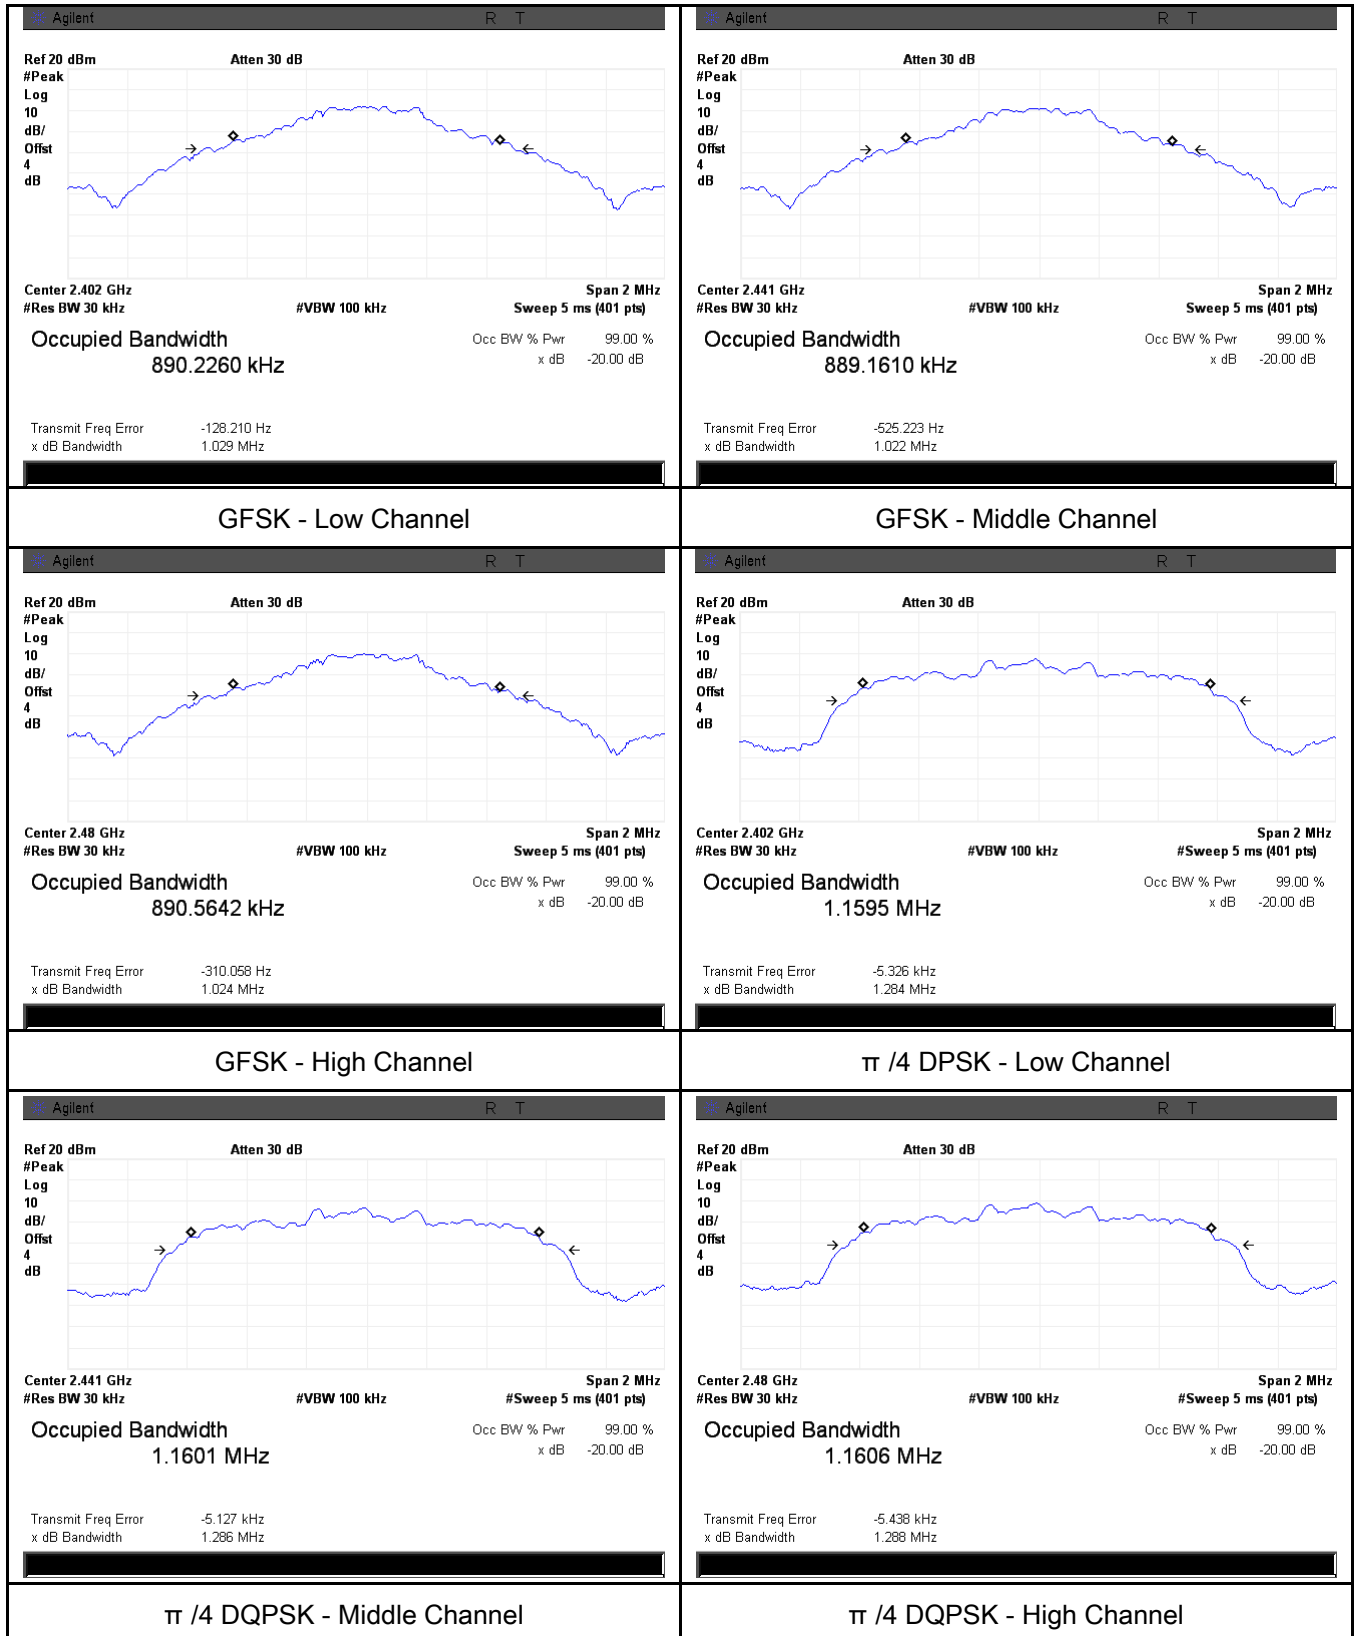 Agilent R T
Ref 20 dBm Atten 30 dB
#Peak
Log
10
dB/
Offst
4
dB
Center 2.402 GHz Span 2 MHz
#Res BW 30 kHz #VBW 100 kHz Sweep 5 ms (401 pts)
Occupied Bandwidth Occ BW % Pwr 99.00 %
890.2260 kHz x dB -20.00 dB
Transmit Freq Error -128.210 Hz
x dB Bandwidth 1.029 MHz
GFSK - Low Channel
Agilent R T
Ref 20 dBm Atten 30 dB
#Peak
Log
10
dB/
Offst
4
dB
Center 2.441 GHz Span 2 MHz
#Res BW 30 kHz #VBW 100 kHz Sweep 5 ms (401 pts)
Occupied Bandwidth Occ BW % Pwr 99.00 %
889.1610 kHz x dB -20.00 dB
Transmit Freq Error -525.223 Hz
x dB Bandwidth 1.022 MHz
GFSK - Middle Channel
Agilent R T
Ref 20 dBm Atten 30 dB
#Peak
Log
10
dB/
Offst
4
dB
Center 2.48 GHz Span 2 MHz
#Res BW 30 kHz #VBW 100 kHz Sweep 5 ms (401 pts)
Occupied Bandwidth Occ BW % Pwr 99.00 %
890.5642 kHz x dB -20.00 dB
Transmit Freq Error -310.058 Hz
x dB Bandwidth 1.024 MHz
GFSK - High Channel
Agilent R T
Ref 20 dBm Atten 30 dB
#Peak
Log
10
dB/
Offst
4
dB
Center 2.402 GHz Span 2 MHz
#Res BW 30 kHz #VBW 100 kHz #Sweep 5 ms (401 pts)
Occupied Bandwidth Occ BW % Pwr 99.00 %
1.1595 MHz x dB -20.00 dB
Transmit Freq Error -5.326 kHz
x dB Bandwidth 1.284 MHz
π /4 DPSK - Low Channel
Agilent R T
Ref 20 dBm Atten 30 dB
#Peak
Log
10
dB/
Offst
4
dB
Center 2.441 GHz Span 2 MHz
#Res BW 30 kHz #VBW 100 kHz #Sweep 5 ms (401 pts)
Occupied Bandwidth Occ BW % Pwr 99.00 %
1.1601 MHz x dB -20.00 dB
Transmit Freq Error -5.127 kHz
x dB Bandwidth 1.286 MHz
π /4 DQPSK - Middle Channel
Agilent R T
Ref 20 dBm Atten 30 dB
#Peak
Log
10
dB/
Offst
4
dB
Center 2.48 GHz Span 2 MHz
#Res BW 30 kHz #VBW 100 kHz #Sweep 5 ms (401 pts)
Occupied Bandwidth Occ BW % Pwr 99.00 %
1.1606 MHz x dB -20.00 dB
Transmit Freq Error -5.438 kHz
x dB Bandwidth 1.288 MHz
π /4 DQPSK - High Channel